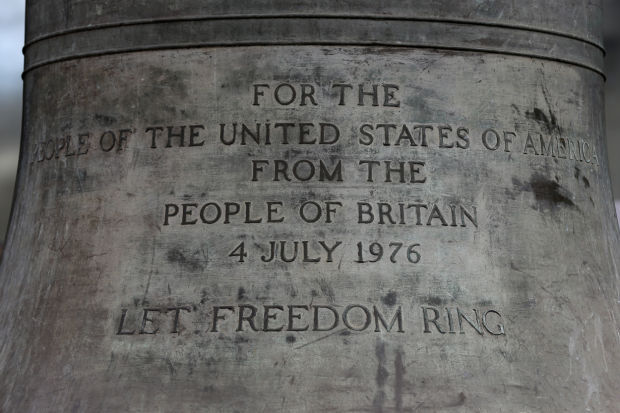 FOR THE
PEOPLE OF THE UNITED STATES OF AMERICA
FROM THE
PEOPLE OF BRITAIN
4 JULY 1976
LET FREEDOM RING